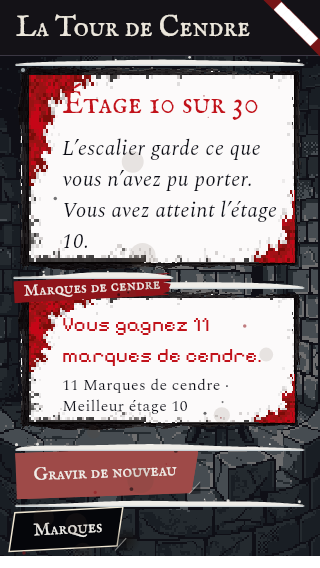 La Tour de Cendre
Étage 10 sur 30
L'escalier garde ce que
vous n'avez pu porter.
Vous avez atteint l'étage
10.
Marques de cendre
Vous gagnez 11
marques de cendre.
11 Marques de cendre ·
Meilleur étage 10
Gravir de nouveau
Marques